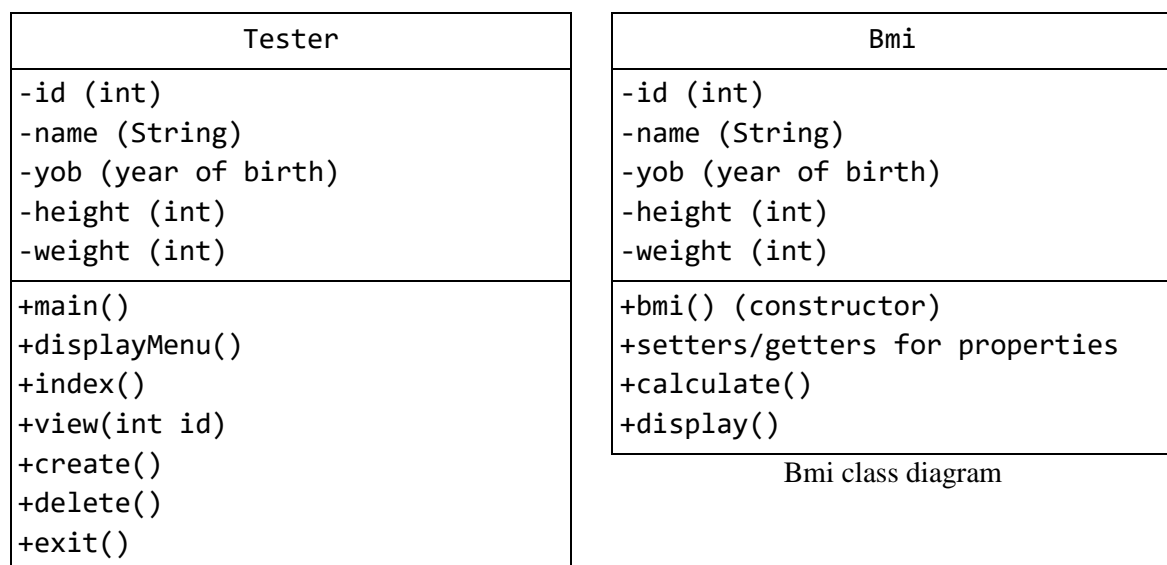 Tester
-id (int)
-name (String)
-yob (year of birth)
-height (int)
-weight (int)
+main()
+displayMenu()
+index()
+view(int id)
+create()
+delete()
+exit()
Bmi
-id (int)
-name (String)
-yob (year of birth)
-height (int)
-weight (int)
+bmi() (constructor)
+setters/getters for properties
+calculate()
+display()
Bmi class diagram